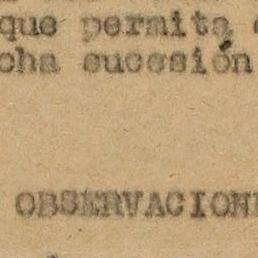 que permita
cha sucesión
OBSERVACION